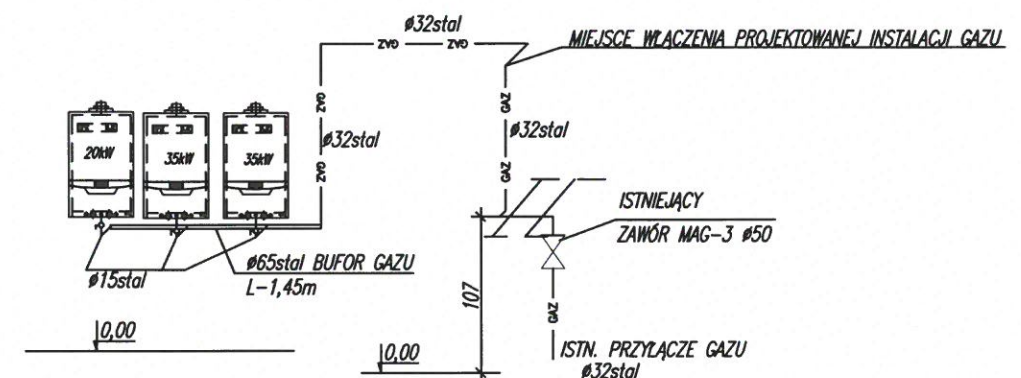 ø32stal
GAZ GAZ
MIEJSCE WŁĄCZENIA PROJEKTOWANEJ INSTALACJI GAZU
GAZ
GAZ
ø32stal
ø32stal
20kW
35kW
35kW
GAZ
GAZ
ISTNIEJĄCY
ZAWÓR MAG-3 ø50
ø65stal BUFOR GAZU
ø15stal
L-1,45m
107
GAZ
0,00
0,00
ISTN. PRZYŁĄCZE GAZU
ø32stal